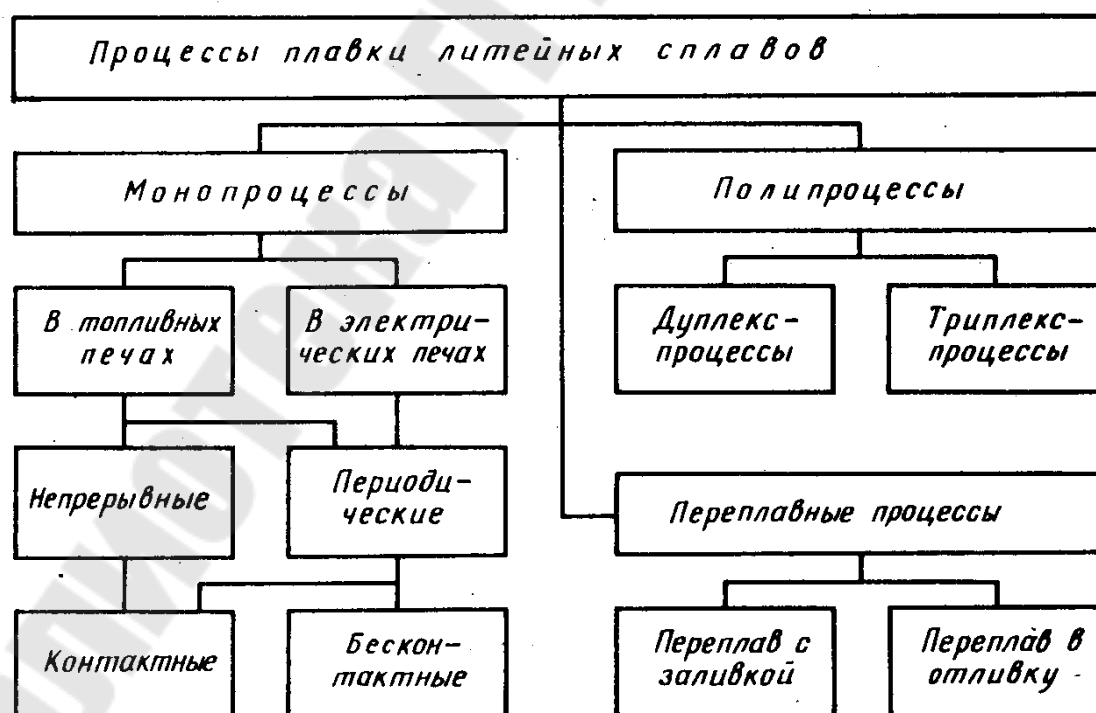 Процессы плавки литейных сплавов
Монопроцессы
Полипроцессы
В топливных
печах
В электри-
ческих печах
Дуплекс-
процессы
Триплекс-
процессы
Непрерывные
Периоди-
ческие
Переплавные процессы
Контактные
Бескон-
тактные
Переплав с
заливкой
Переплав в
отливку